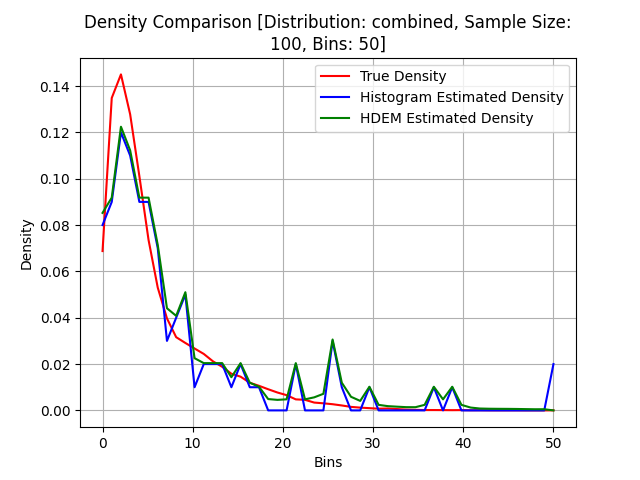 Density Comparison [Distribution: combined, Sample Size:
100, Bins: 50]
True Density
Histogram Estimated Density
HDEM Estimated Density
Density
0.14
0.12
0.10
0.08
0.06
0.04
0.02
0.00
0 10 20 30 40 50
Bins